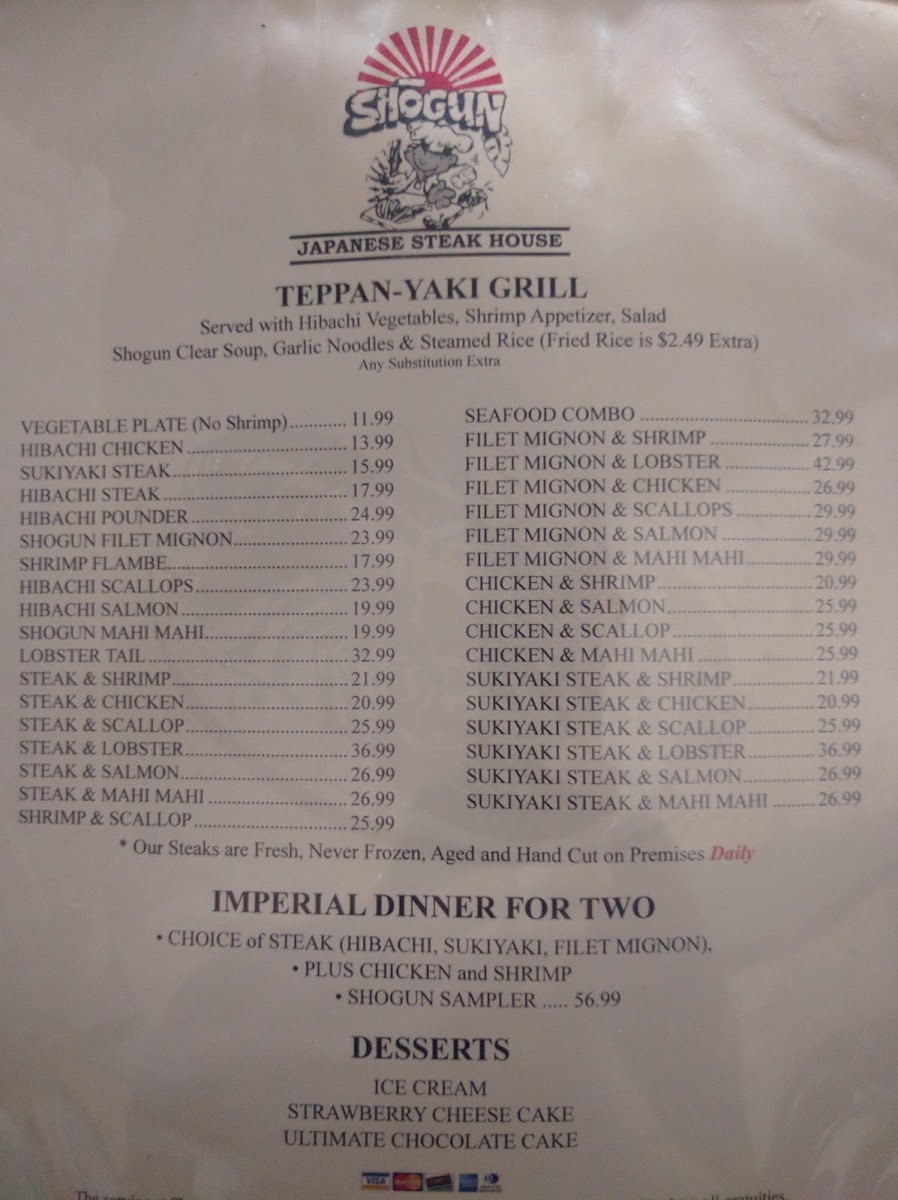 SHŌGUN
JAPANESE STEAK HOUSE
TEPPAN-YAKI GRILL
Served with Hibachi Vegetables, Shrimp Appetizer, Salad
Shogun Clear Soup, Garlic Noodles & Steamed Rice (Fried Rice is $2.49 Extra)
Any Substitution Extra
VEGETABLE PLATE (No Shrimp)........... 11.99
HIBACHI CHICKEN................................ 13.99
SUKIYAKI STEAK................................... 15.99
HIBACHI STEAK..................................... 17.99
HIBACHI POUNDER............................... 24.99
SHOGUN FILET MIGNON...................... 23.99
SHRIMP FLAMBE................................... 17.99
HIBACHI SCALLOPS.............................. 23.99
HIBACHI SALMON................................. 19.99
SHOGUN MAHI MAHI............................ 19.99
LOBSTER TAIL....................................... 32.99
STEAK & SHRIMP................................... 21.99
STEAK & CHICKEN................................. 20.99
STEAK & SCALLOP................................. 25.99
STEAK & LOBSTER................................. 36.99
STEAK & SALMON.................................. 26.99
STEAK & MAHI MAHI............................ 26.99
SHRIMP & SCALLOP............................... 25.99
SEAFOOD COMBO.................................. 32.99
FILET MIGNON & SHRIMP.................... 27.99
FILET MIGNON & LOBSTER................. 42.99
FILET MIGNON & CHICKEN................. 26.99
FILET MIGNON & SCALLOPS............... 29.99
FILET MIGNON & SALMON.................. 29.99
FILET MIGNON & MAHI MAHI............. 29.99
CHICKEN & SHRIMP............................... 20.99
CHICKEN & SALMON............................. 25.99
CHICKEN & SCALLOP............................ 25.99
CHICKEN & MAHI MAHI....................... 25.99
SUKIYAKI STEAK & SHRIMP................ 21.99
SUKIYAKI STEAK & CHICKEN............. 20.99
SUKIYAKI STEAK & SCALLOP............. 25.99
SUKIYAKI STEAK & LOBSTER............. 36.99
SUKIYAKI STEAK & SALMON.............. 26.99
SUKIYAKI STEAK & MAHI MAHI ......... 26.99
* Our Steaks are Fresh, Never Frozen, Aged and Hand Cut on Premises Daily
IMPERIAL DINNER FOR TWO
• CHOICE of STEAK (HIBACHI, SUKIYAKI, FILET MIGNON).
• PLUS CHICKEN and SHRIMP
• SHOGUN SAMPLER ..... 56.99
DESSERTS
ICE CREAM
STRAWBERRY CHEESE CAKE
ULTIMATE CHOCOLATE CAKE
VISA